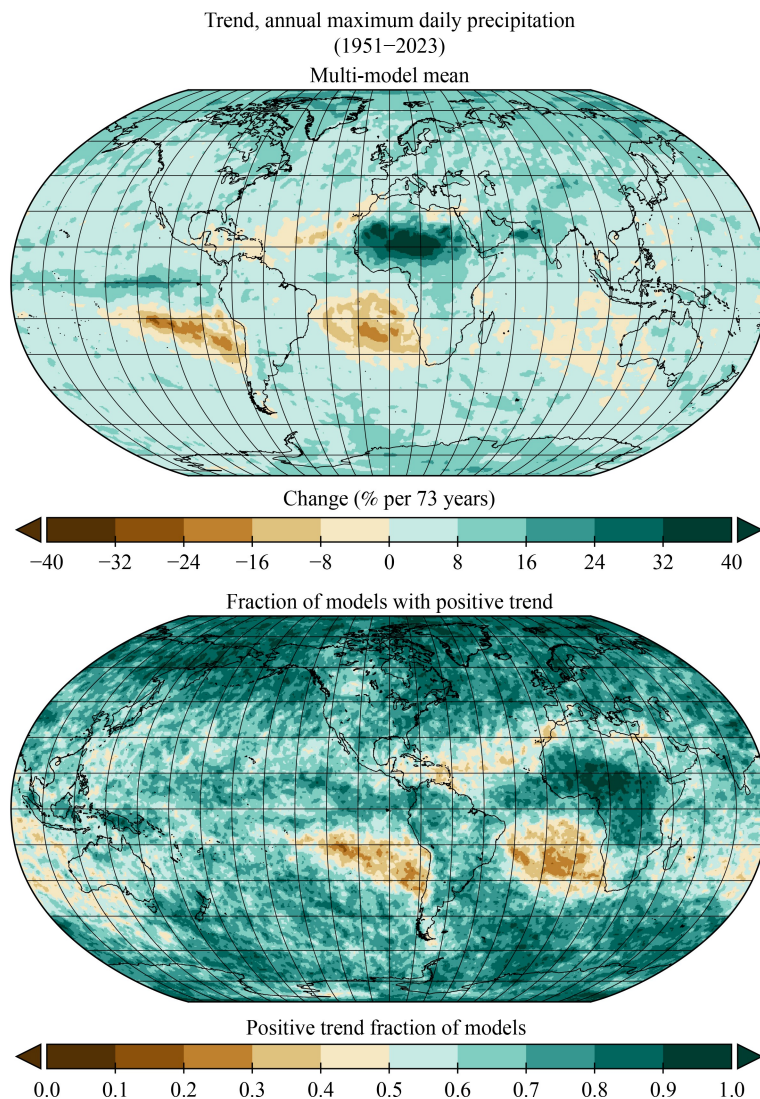 Trend, annual maximum daily precipitation
(1951−2023)
Multi-model mean
Change (% per 73 years)
−40 −32 −24 −16 −8 0 8 16 24 32 40
Fraction of models with positive trend
Positive trend fraction of models
0.0 0.1 0.2 0.3 0.4 0.5 0.6 0.7 0.8 0.9 1.0